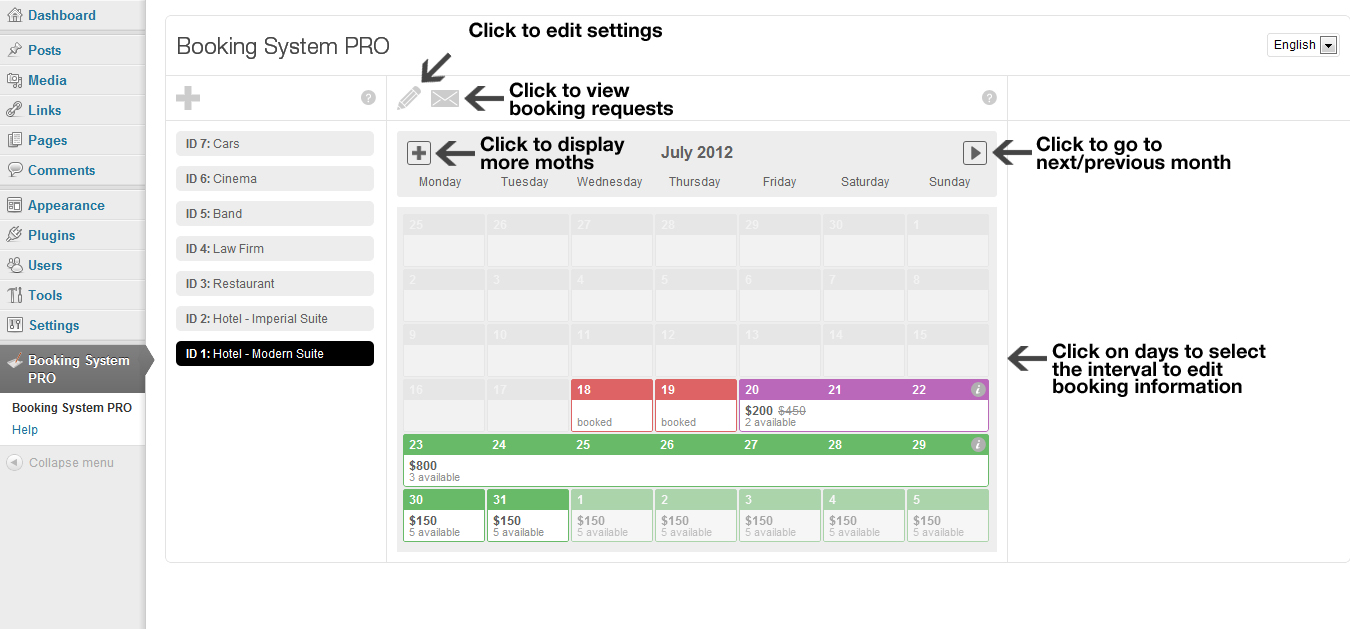 Dashboard
Posts
Media
Links
Pages
Comments
Appearance
Plugins
Users
Tools
Settings
Booking System
PRO
Booking System PRO
Help
Collapse menu
Booking System PRO
English
Click to edit settings
?
Click to view
booking requests
?
ID 7: Cars
ID 6: Cinema
ID 5: Band
ID 4: Law Firm
ID 3: Restaurant
ID 2: Hotel - Imperial Suite
ID 1: Hotel - Modern Suite
Click to display
more moths
July 2012
Click to go to
next/previous month
Monday Tuesday Wednesday Thursday Friday Saturday Sunday
25 26 27 28 29 30 1
2 3 4 5 6 7 8
9 10 11 12 13 14 15
16 17 18 19 20 21 22 i
booked booked $200 $450
2 available
23 24 25 26 27 28 29 i
$800
3 available
30 31 1 2 3 4 5
$150 $150 $150 $150 $150 $150 $150
5 available 5 available 5 available 5 available 5 available 5 available 5 available
Click on days to select
the interval to edit
booking information